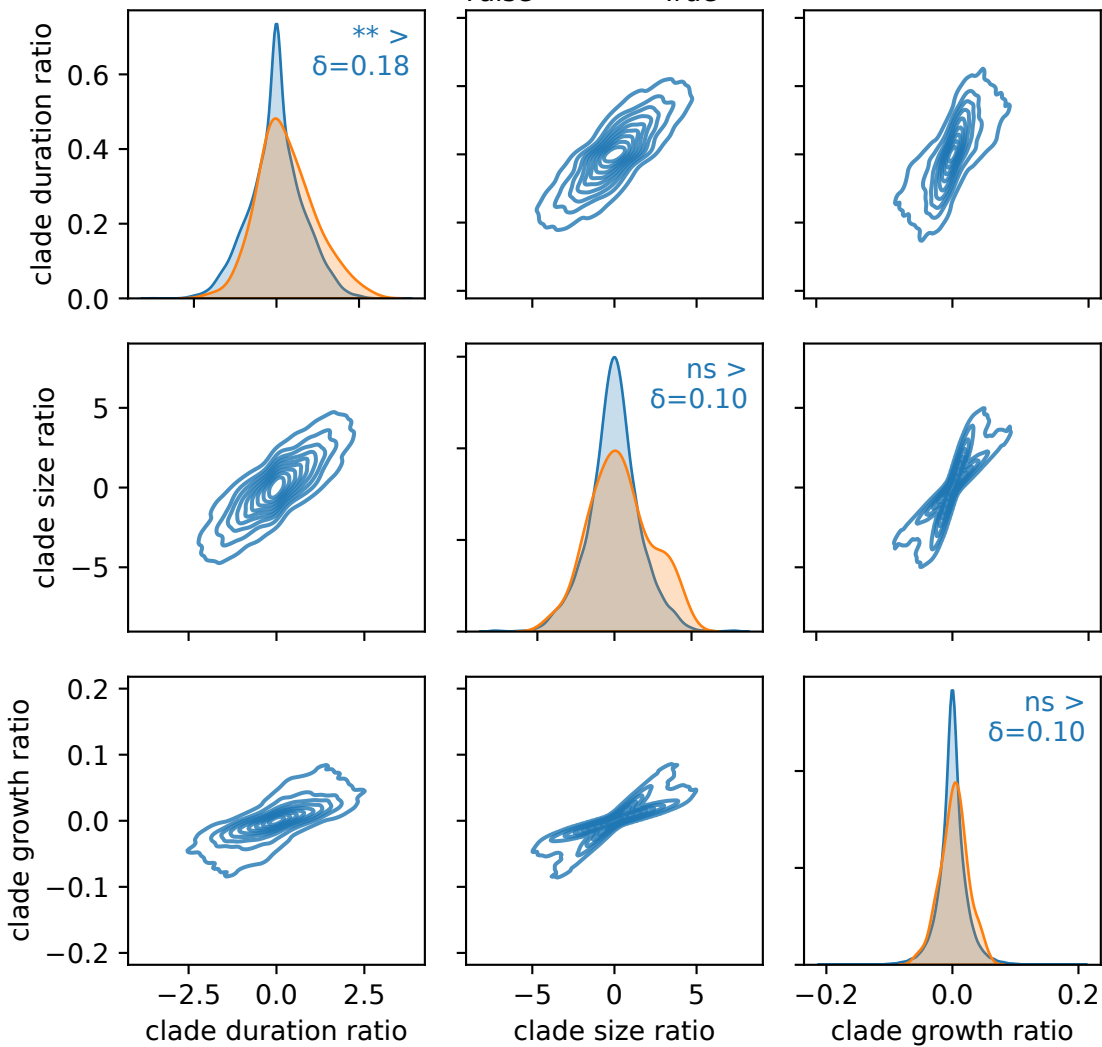 clade duration ratio
0.6
0.4
0.2
0.0
** >
δ=0.18
clade size ratio
5
0
−5
ns >
δ=0.10
clade growth ratio
0.2
0.1
0.0
−0.1
−0.2
ns >
δ=0.10
−2.5 0.0 2.5
clade duration ratio
−5 0 5
clade size ratio
−0.2 0.0 0.2
clade growth ratio